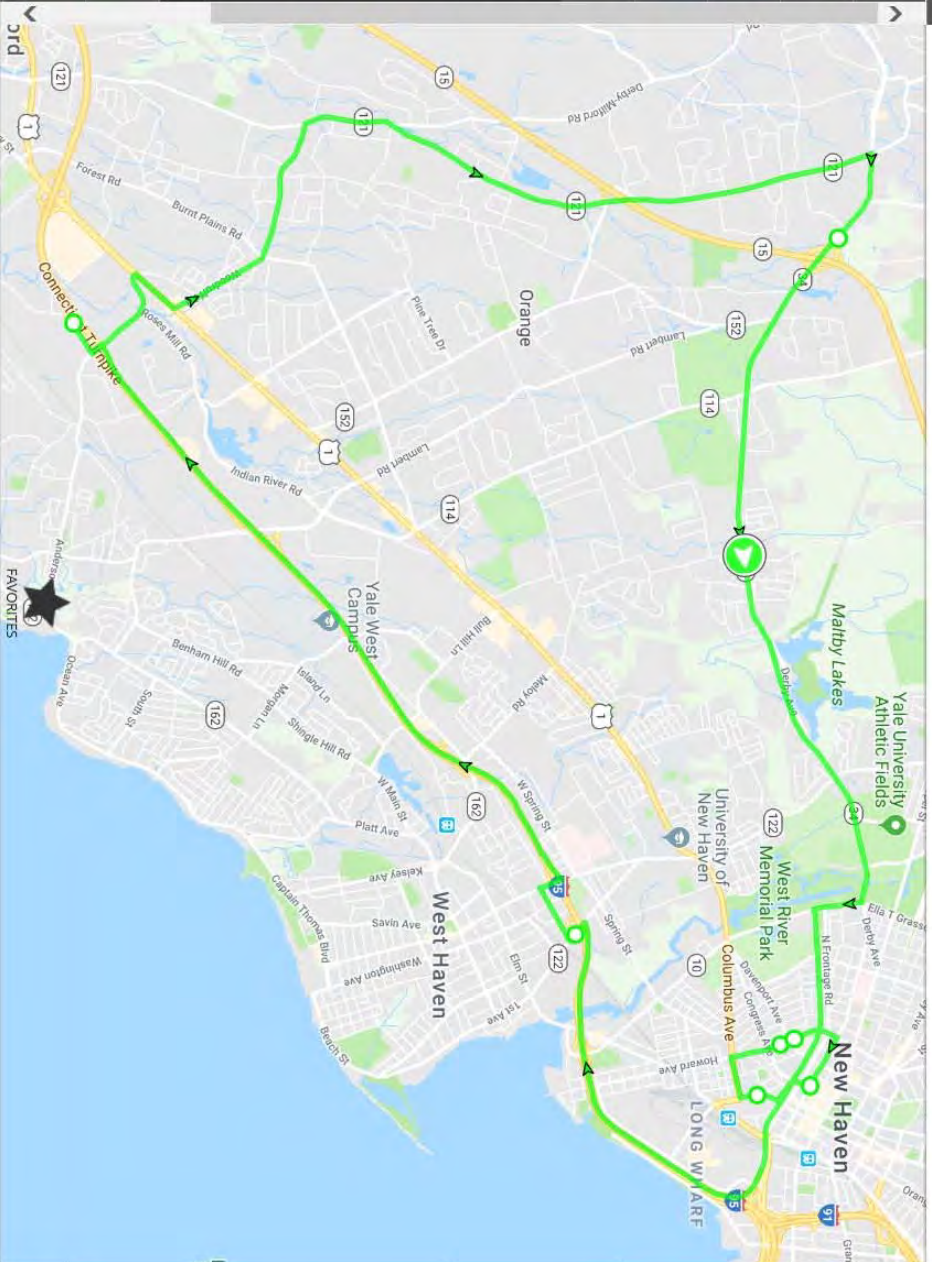 ord
121
1
Forest Rd
Burnt Plains Rd
15
Derby-Milford Rd
121
121
121
15
34
152
Orange
Pine Tree Dr
Lambert Rd
Connecticut Turnpike
Roses Mill Rd
Woodruff
114
152
1
Lambert Rd
Indian River Rd
114
FAVORITES
Yale West
Campus
Bull Hill Ln
Meloy Rd
Maltby Lakes
Derby Ave
Yale University
Athletic Fields
34
Benham Hill Rd
Island Ln
Morgan Ln
Shingle Hill Rd
South St
Ocean Ave
162
1
W Spring St
162
W Main St
Platt Ave
Kelsey Ave
Savin Ave
Washington Ave
Captain Thomas Blvd
Beach St
West Haven
University of
New Haven
122
West River
Memorial Park
Ella T Grasso
Derby Ave
N Frontage Rd
95
Spring St
122
Elm St
1st Ave
10
Columbus Ave
Davenport Ave
Congress Ave
Howard Ave
New Haven
LONG WHARF
95
91
Orang
Gran